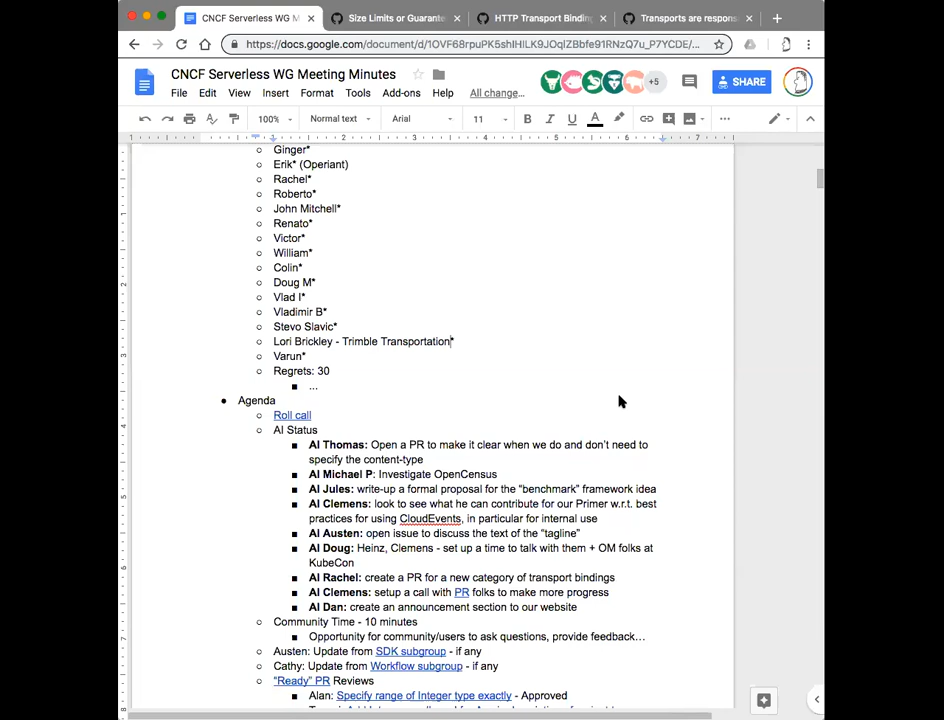 CNCF Serverless WG M
Size Limits or Guarante
HTTP Transport Bindin
Transports are respons
https://docs.google.com/document/d/1OVF68rpuPK5shIHILK9JOqIZBbfe91RNzQ7u_P7YCDE/...
CNCF Serverless WG Meeting Minutes
+5
SHARE
File Edit View Insert Format Tools Add-ons Help All change...
100% Normal text Arial 11 B I U A
1 1 2 3 4 5 6 7
Ginger*
Erik* (Operiant)
Rachel*
Roberto*
John Mitchell*
Renato*
Victor*
William*
Colin*
Doug M*
Vlad I*
Vladimir B*
Stevo Slavic*
Lori Brickley - Trimble Transportation*
Varun*
Regrets: 30
...
Agenda
Roll call
AI Status
AI Thomas: Open a PR to make it clear when we do and don't need to
specify the content-type
AI Michael P: Investigate OpenCensus
AI Jules: write-up a formal proposal for the "benchmark" framework idea
AI Clemens: look to see what he can contribute for our Primer w.r.t. best
practices for using CloudEvents, in particular for internal use
AI Austen: open issue to discuss the text of the "tagline"
AI Doug: Heinz, Clemens - set up a time to talk with them + OM folks at
KubeCon
AI Rachel: create a PR for a new category of transport bindings
AI Clemens: setup a call with PR folks to make more progress
AI Dan: create an announcement section to our website
Community Time - 10 minutes
Opportunity for community/users to ask questions, provide feedback...
Austen: Update from SDK subgroup - if any
Cathy: Update from Workflow subgroup - if any
"Ready" PR Reviews
Alan: Specify range of Integer type exactly - Approved